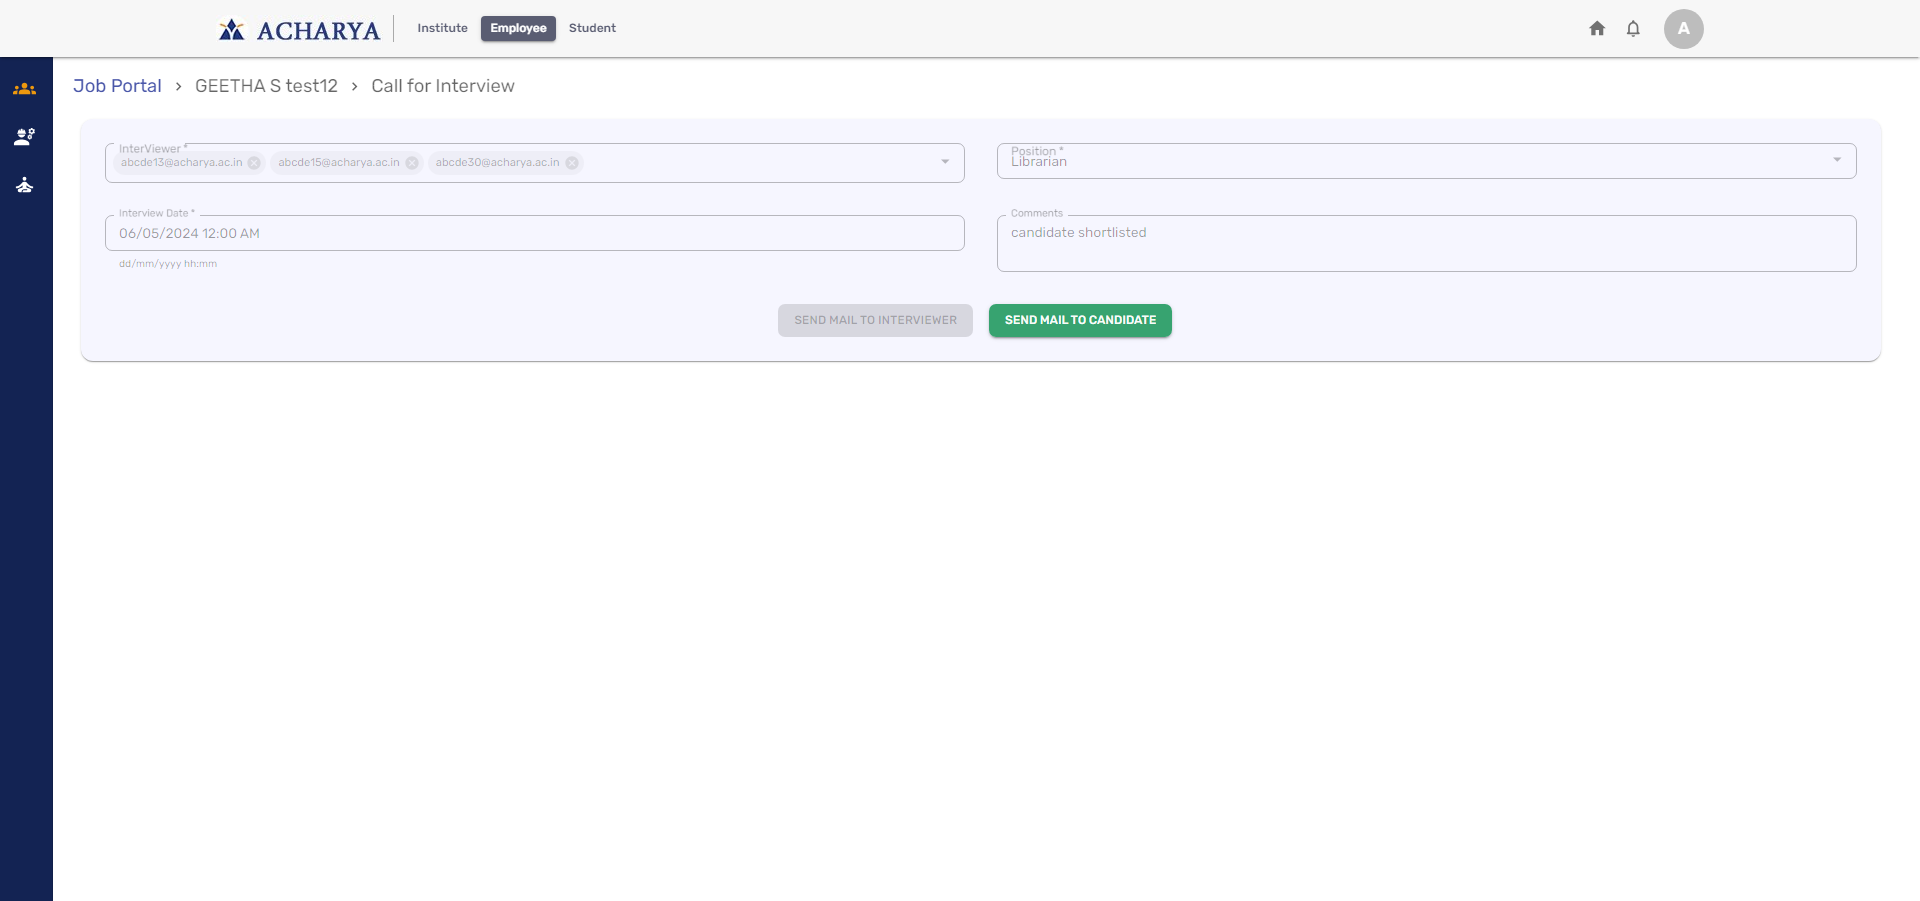 ACHARYA
Institute
Employee
Student
A
Job Portal > GEETHA S test12 > Call for Interview
InterViewer *
abcde13@acharya.ac.in
abcde15@acharya.ac.in
abcde30@acharya.ac.in
Position *
Librarian
Interview Date *
06/05/2024 12:00 AM
dd/mm/yyyy hh:mm
Comments
candidate shortlisted
SEND MAIL TO INTERVIEWER
SEND MAIL TO CANDIDATE